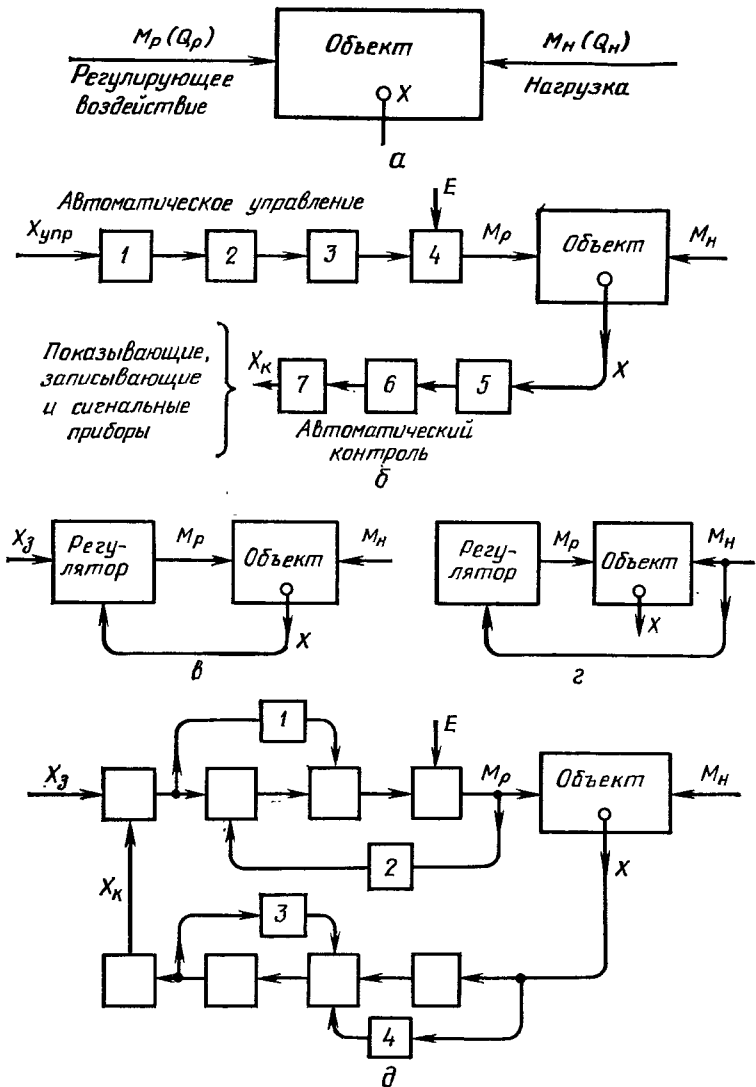 Объект
Mр(Qр)
Регулирующее
воздействие
Mн(Qн)
Нагрузка
X
а
Автоматическое управление
Xупр
1
2
3
E
4
Mр
Объект
Mн
Показывающие,
записывающие
и сигнальные
приборы
Xк
7
6
5
X
Автоматический
контроль
б
Xз
Регу-
лятор
Mр
Объект
Mн
X
в
Регу-
лятор
Mр
Объект
Mн
X
г
1
E
Xз
Mр
Объект
Mн
2
X
Xк
3
4
д